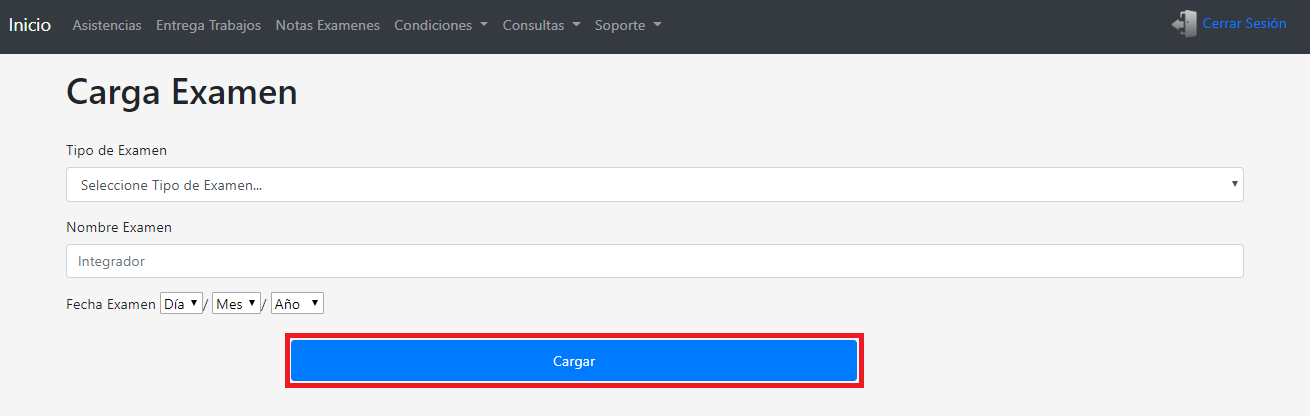 Inicio Asistencias Entrega Trabajos Notas Examenes Condiciones Consultas Soporte Cerrar Sesión
Carga Examen
Tipo de Examen
Seleccione Tipo de Examen...
Nombre Examen
Integrador
Fecha Examen Día / Mes / Año
Cargar